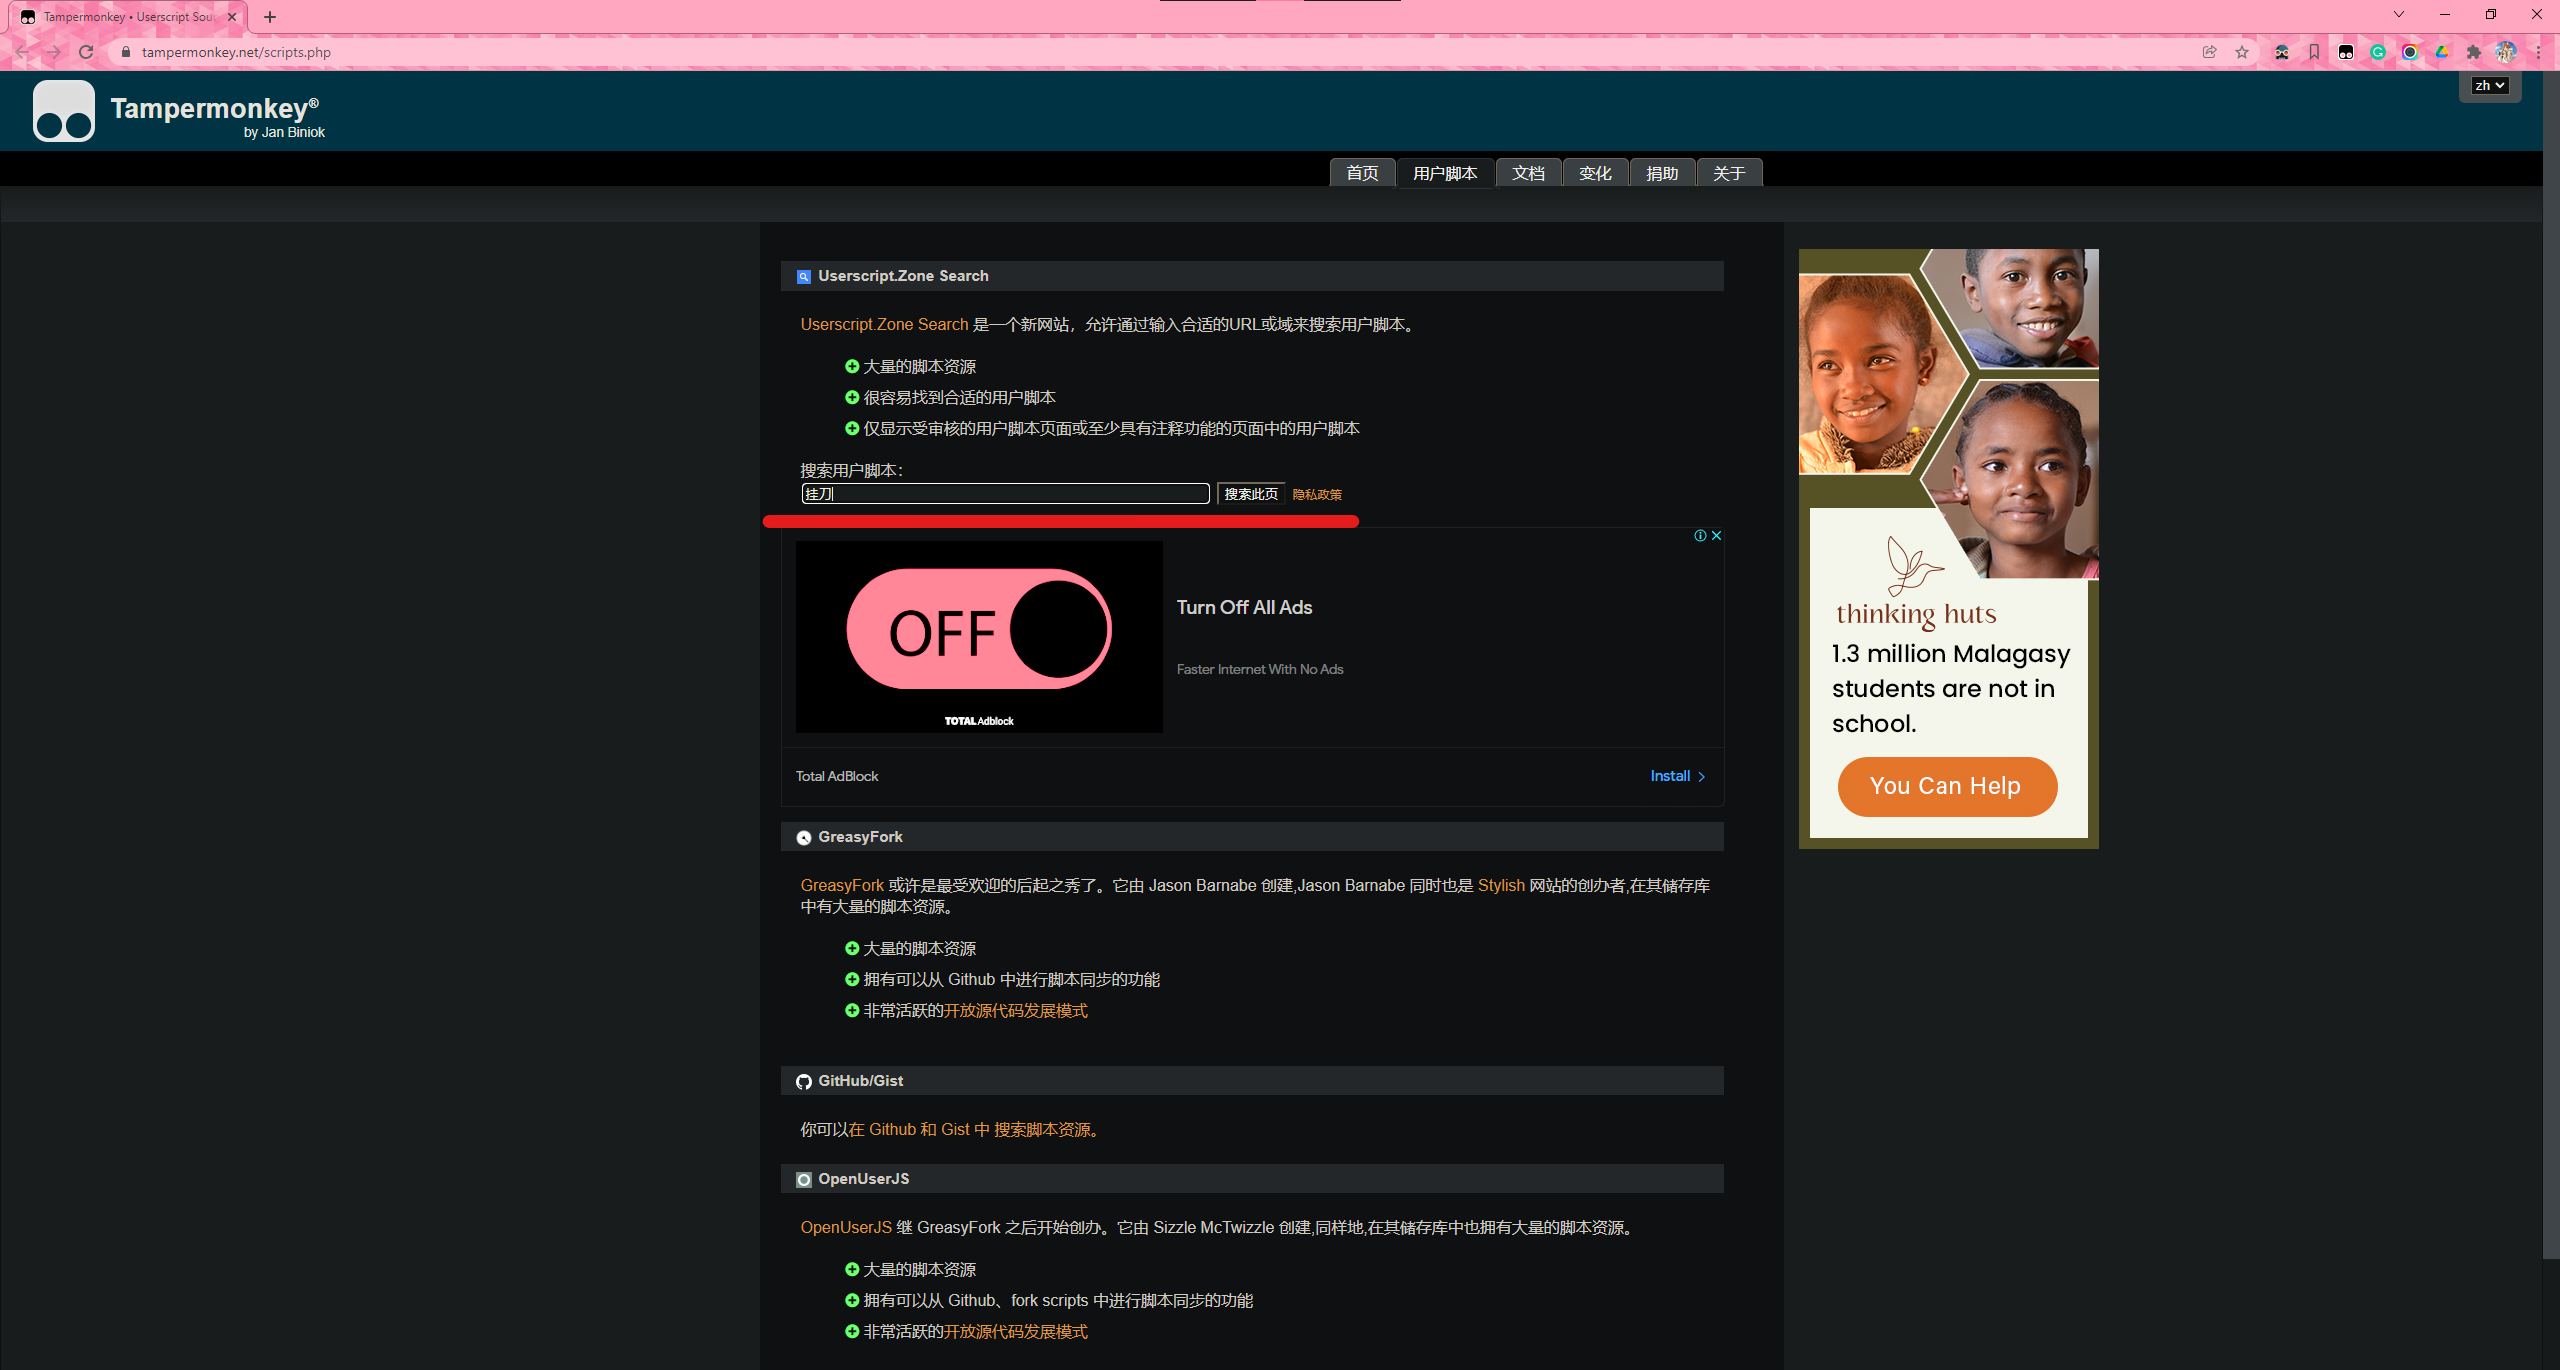 Tampermonkey • Userscript Sour
tampermonkey.net/scripts.php
zh
Tampermonkey®
by Jan Biniok
首页
用户脚本
文档
变化
捐助
关于
Userscript.Zone Search
Userscript.Zone Search 是一个新网站，允许通过输入合适的URL或域来搜索用户脚本。
大量的脚本资源
很容易找到合适的用户脚本
仅显示受审核的用户脚本页面或至少具有注释功能的页面中的用户脚本
搜索用户脚本:
挂刀
搜索此页
隐私政策
OFF
TOTAL Adblock
Turn Off All Ads
Faster Internet With No Ads
Total AdBlock
Install
thinking huts
1.3 million Malagasy
students are not in
school.
You Can Help
GreasyFork
GreasyFork 或许是最受欢迎的后起之秀了。它由 Jason Barnabe 创建,Jason Barnabe 同时也是 Stylish 网站的创办者,在其储存库
中有大量的脚本资源。
大量的脚本资源
拥有可以从 Github 中进行脚本同步的功能
非常活跃的开放源代码发展模式
GitHub/Gist
你可以在 Github 和 Gist 中 搜索脚本资源。
OpenUserJS
OpenUserJS 继 GreasyFork 之后开始创办。它由 Sizzle McTwizzle 创建,同样地,在其储存库中也拥有大量的脚本资源。
大量的脚本资源
拥有可以从 Github、fork scripts 中进行脚本同步的功能
非常活跃的开放源代码发展模式